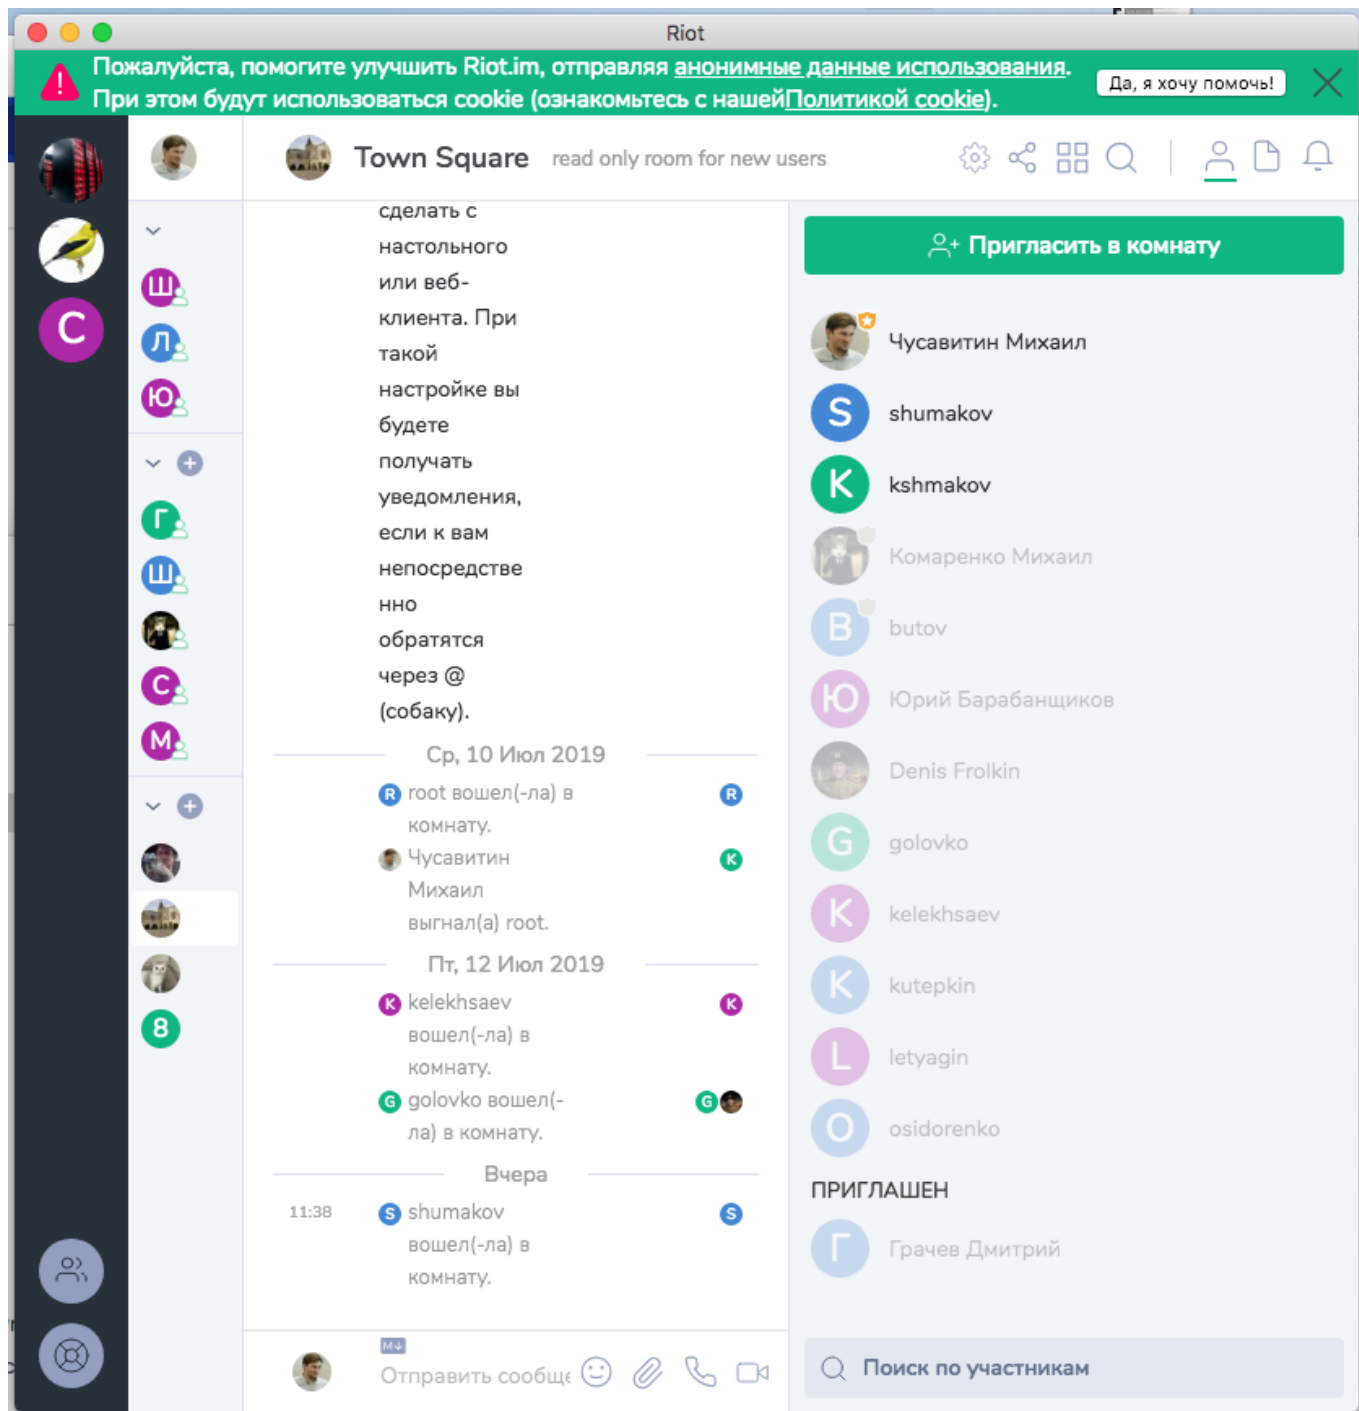 Riot
Пожалуйста, помогите улучшить Riot.im, отправляя анонимные данные использования.
При этом будут использоваться cookie (ознакомьтесь с нашейПолитикой cookie).
Да, я хочу помочь!
Town Square read only room for new users
С
Ш
Л
Ю
Г
Ш
С
М
8
сделать с
настольного
или веб-
клиента. При
такой
настройке вы
будете
получать
уведомления,
если к вам
непосредстве
нно
обратятся
через @
(собаку).
Ср, 10 Июл 2019
R root вошел(-ла) в R
комнату.
Чусавитин K
Михаил
выгнал(а) root.
Пт, 12 Июл 2019
K kelekhsaev K
вошел(-ла) в
комнату.
G golovko вошел(- G
ла) в комнату.
Вчера
11:38 S shumakov S
вошел(-ла) в
комнату.
M↓
Отправить сообще
Пригласить в комнату
Чусавитин Михаил
S shumakov
K kshmakov
Комаренко Михаил
B butov
Ю Юрий Барабанщиков
Denis Frolkin
G golovko
K kelekhsaev
K kutepkin
L letyagin
O osidorenko
ПРИГЛАШЕН
Г Грачев Дмитрий
Поиск по участникам